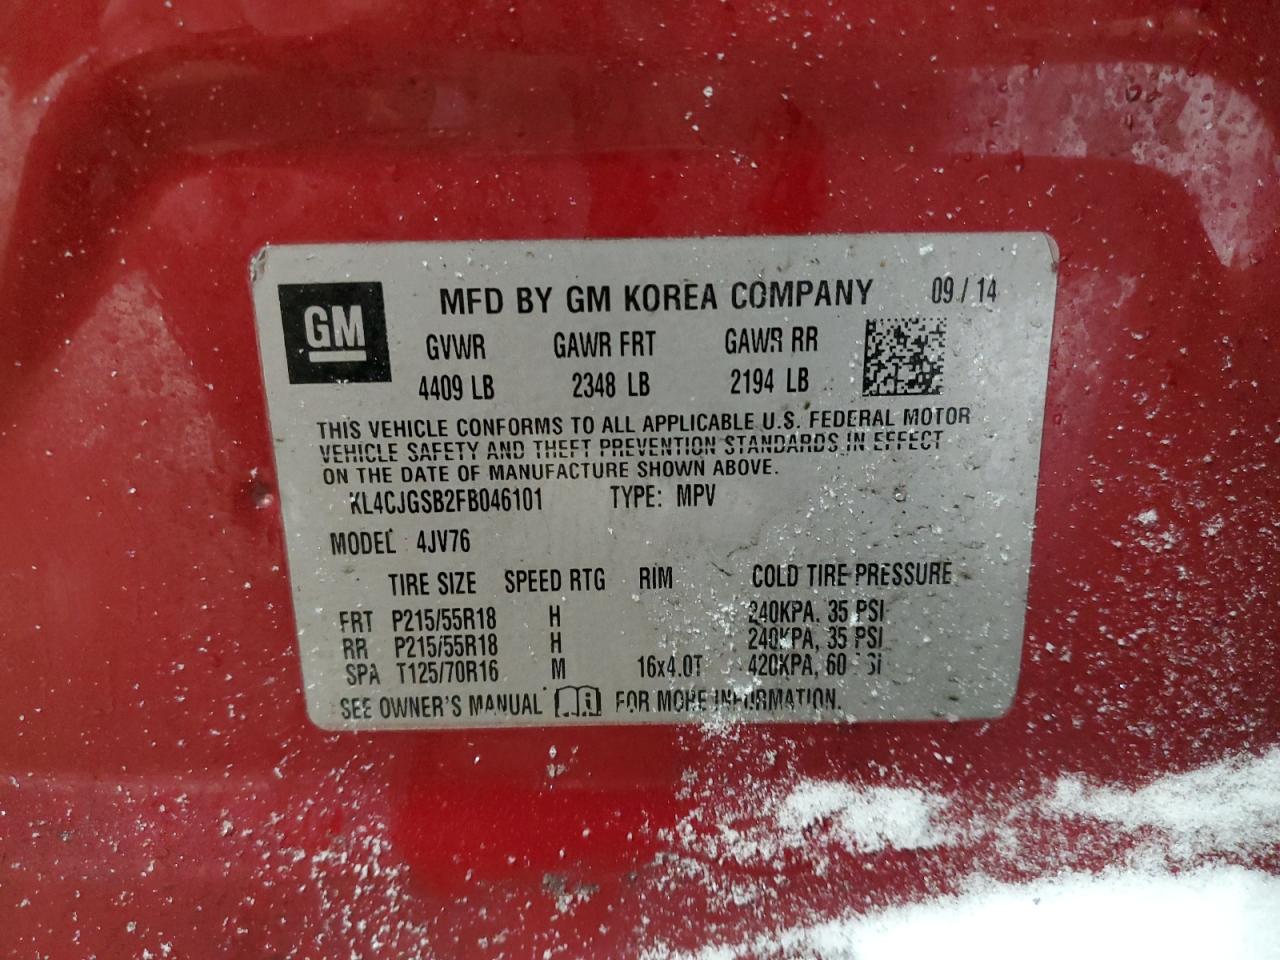 GM
MFD BY GM KOREA COMPANY 09 / 14
GVWR GAWR FRT GAWR RR
4409 LB 2348 LB 2194 LB
THIS VEHICLE CONFORMS TO ALL APPLICABLE U.S. FEDERAL MOTOR
VEHICLE SAFETY AND THEFT PREVENTION STANDARDS IN EFFECT
ON THE DATE OF MANUFACTURE SHOWN ABOVE.
KL4CJGSB2FB046101 TYPE: MPV
MODEL 4JV76
TIRE SIZE SPEED RTG RIM COLD TIRE PRESSURE
FRT P215/55R18 H 240KPA, 35 PSI
RR P215/55R18 H 240KPA, 35 PSI
SPA T125/70R16 M 16x4.0T 420KPA, 60 PSI
SEE OWNER'S MANUAL FOR MORE INFORMATION.